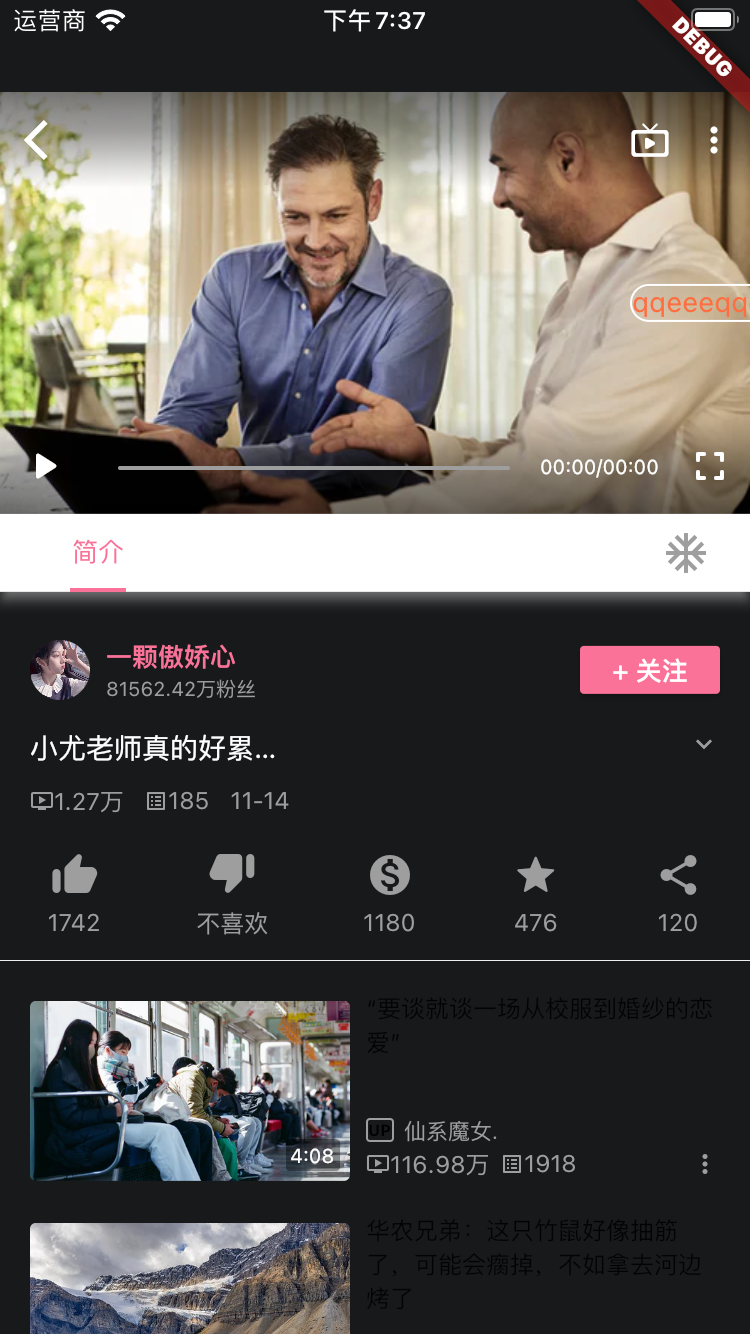 运营商
下午7:37
DEBUG
qqeeeqq
00:00/00:00
简介
一颗傲娇心
81562.42万粉丝
+ 关注
小尤老师真的好累...
1.27万 185 11-14
1742 不喜欢 1180 476 120
“要谈就谈一场从校服到婚纱的恋
爱”
4:08
UP 仙系魔女.
116.98万 1918
华农兄弟：这只竹鼠好像抽筋
了，可能会瘸掉，不如拿去河边
烤了